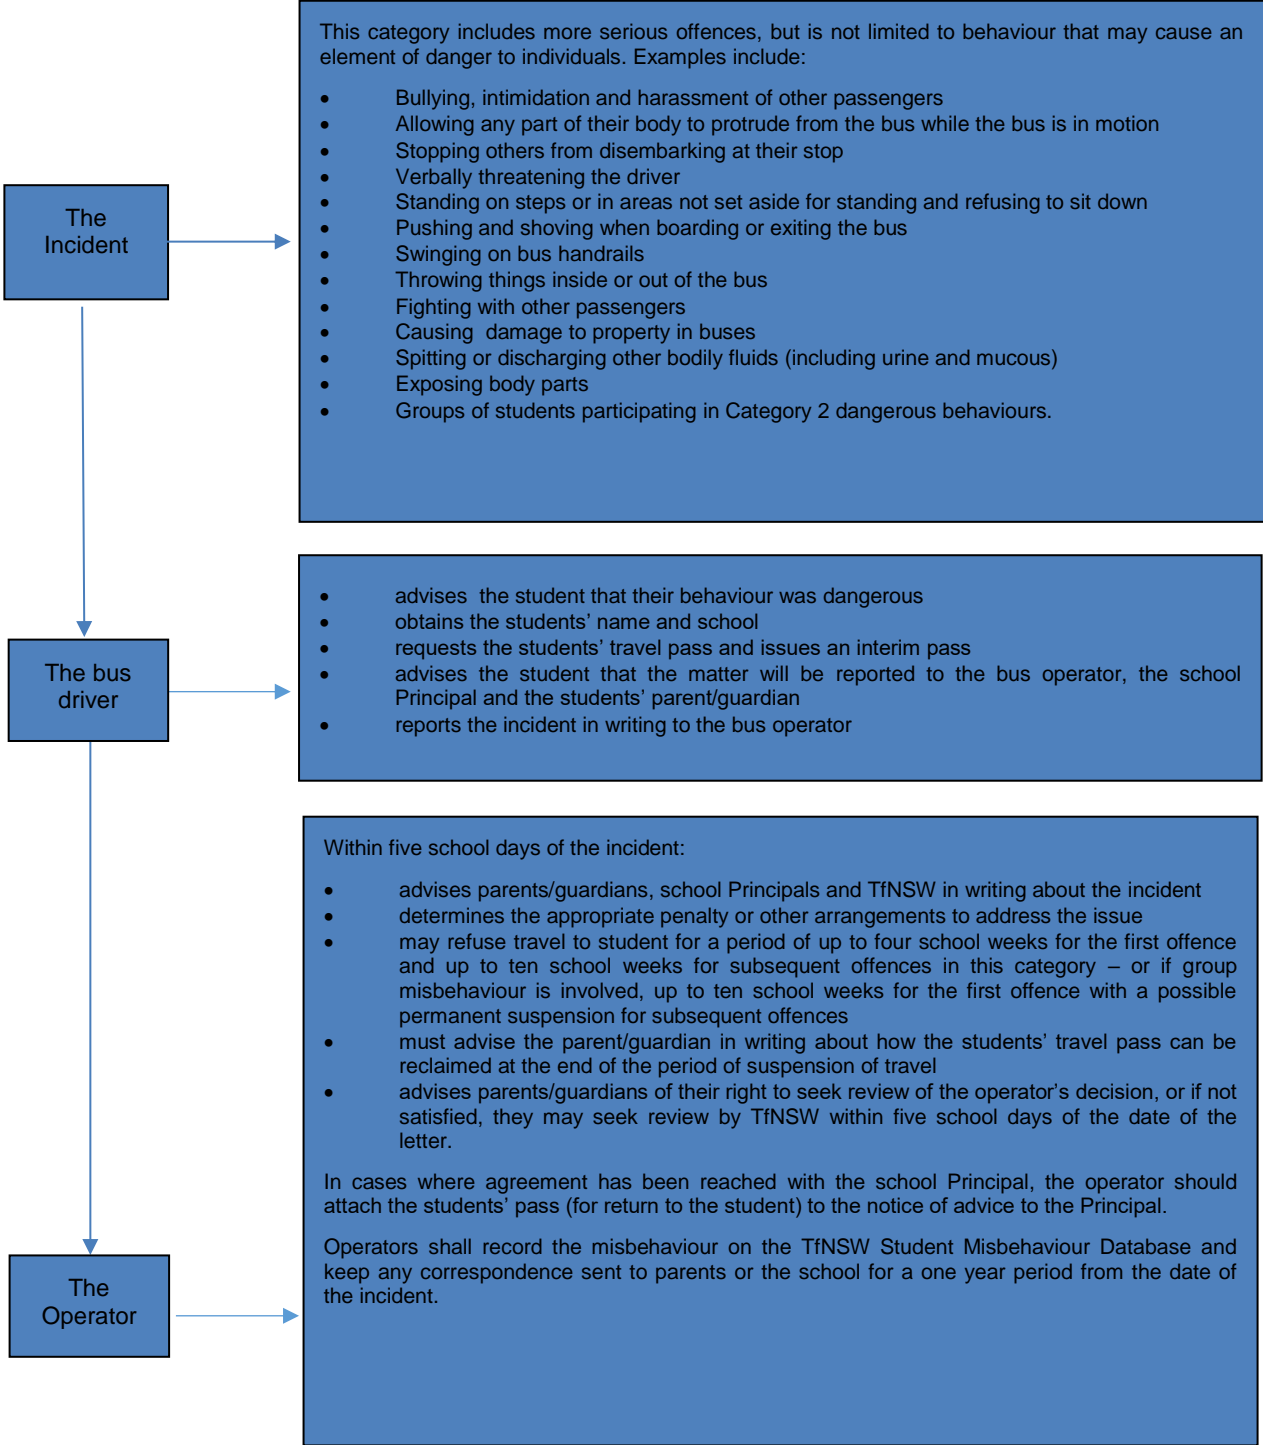 The
Incident
This category includes more serious offences, but is not limited to behaviour that may cause an
element of danger to individuals. Examples include:
• Bullying, intimidation and harassment of other passengers
• Allowing any part of their body to protrude from the bus while the bus is in motion
• Stopping others from disembarking at their stop
• Verbally threatening the driver
• Standing on steps or in areas not set aside for standing and refusing to sit down
• Pushing and shoving when boarding or exiting the bus
• Swinging on bus handrails
• Throwing things inside or out of the bus
• Fighting with other passengers
• Causing damage to property in buses
• Spitting or discharging other bodily fluids (including urine and mucous)
• Exposing body parts
• Groups of students participating in Category 2 dangerous behaviours.
The bus
driver
• advises the student that their behaviour was dangerous
• obtains the students' name and school
• requests the students' travel pass and issues an interim pass
• advises the student that the matter will be reported to the bus operator, the school
Principal and the students' parent/guardian
• reports the incident in writing to the bus operator
The
Operator
Within five school days of the incident:
• advises parents/guardians, school Principals and TfNSW in writing about the incident
• determines the appropriate penalty or other arrangements to address the issue
• may refuse travel to student for a period of up to four school weeks for the first offence
and up to ten school weeks for subsequent offences in this category – or if group
misbehaviour is involved, up to ten school weeks for the first offence with a possible
permanent suspension for subsequent offences
• must advise the parent/guardian in writing about how the students' travel pass can be
reclaimed at the end of the period of suspension of travel
• advises parents/guardians of their right to seek review of the operator's decision, or if not
satisfied, they may seek review by TfNSW within five school days of the date of the
letter.
In cases where agreement has been reached with the school Principal, the operator should
attach the students' pass (for return to the student) to the notice of advice to the Principal.
Operators shall record the misbehaviour on the TfNSW Student Misbehaviour Database and
keep any correspondence sent to parents or the school for a one year period from the date of
the incident.